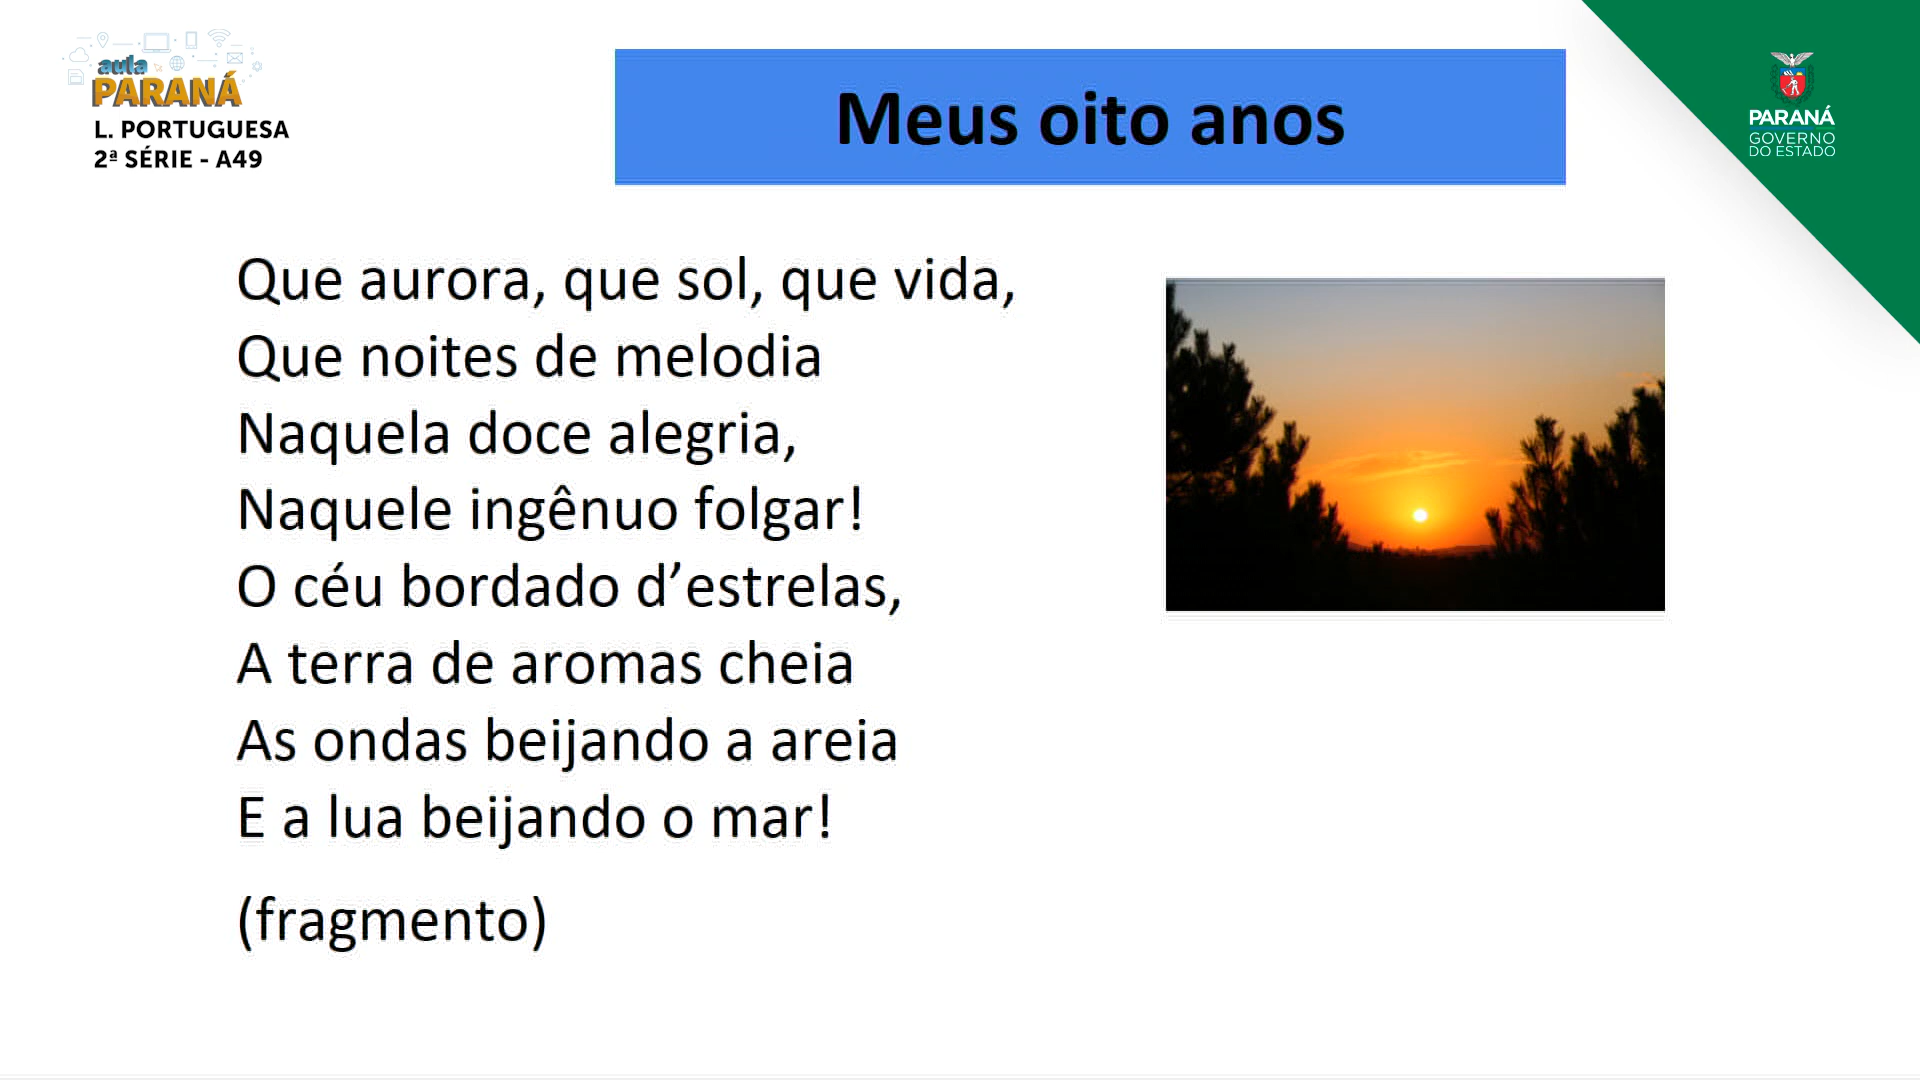 aula
PARANÁ
L. PORTUGUESA
2ª SÉRIE - A49
Meus oito anos
PARANÁ
GOVERNO
DO ESTADO
Que aurora, que sol, que vida,
Que noites de melodia
Naquela doce alegria,
Naquele ingênuo folgar!
O céu bordado d’estrelas,
A terra de aromas cheia
As ondas beijando a areia
E a lua beijando o mar!
(fragmento)